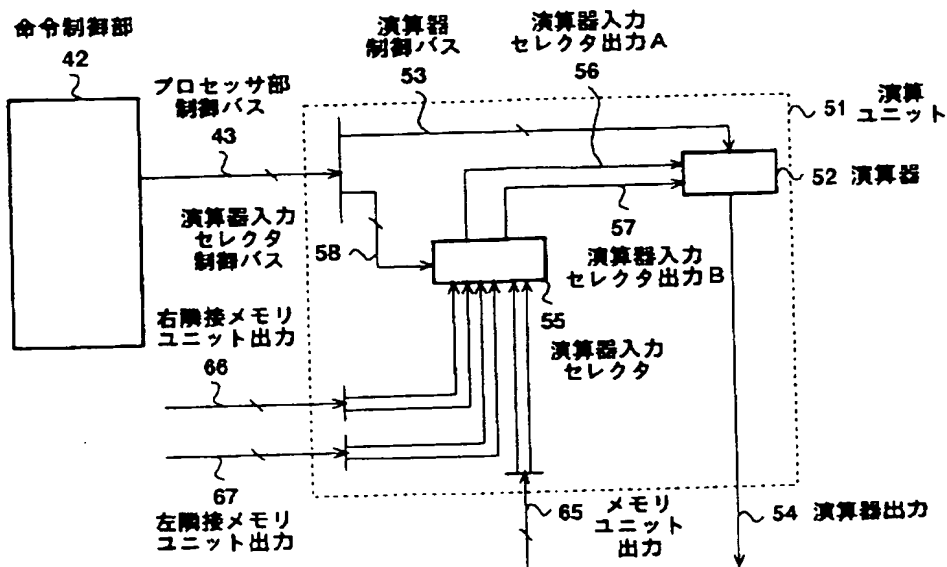 命令制御部
42
プロセッサ部
制御バス
43
演算器
制御バス
53
演算器入力
セレクタ出力A
56
51 演算
ユニット
52 演算器
演算器入力
セレクタ
制御バス
58
57
演算器入力
セレクタ出力B
55
演算器入力
セレクタ
右隣接メモリ
ユニット出力
66
67
左隣接メモリ
ユニット出力
65 メモリ
ユニット
出力
54 演算器出力